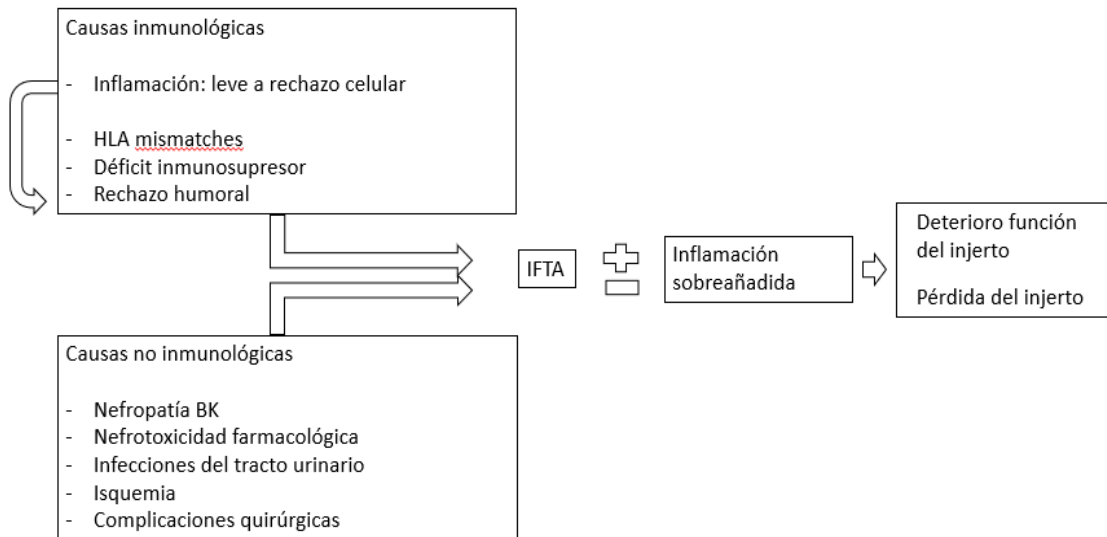 Causas inmunológicas
- Inflamación: leve a rechazo celular
- HLA mismatches
- Déficit inmunosupresor
- Rechazo humoral
IFTA
Inflamación
sobreañadida
Deterioro función
del injerto
Pérdida del injerto
Causas no inmunológicas
- Nefropatía BK
- Nefrotoxicidad farmacológica
- Infecciones del tracto urinario
- Isquemia
- Complicaciones quirúrgicas